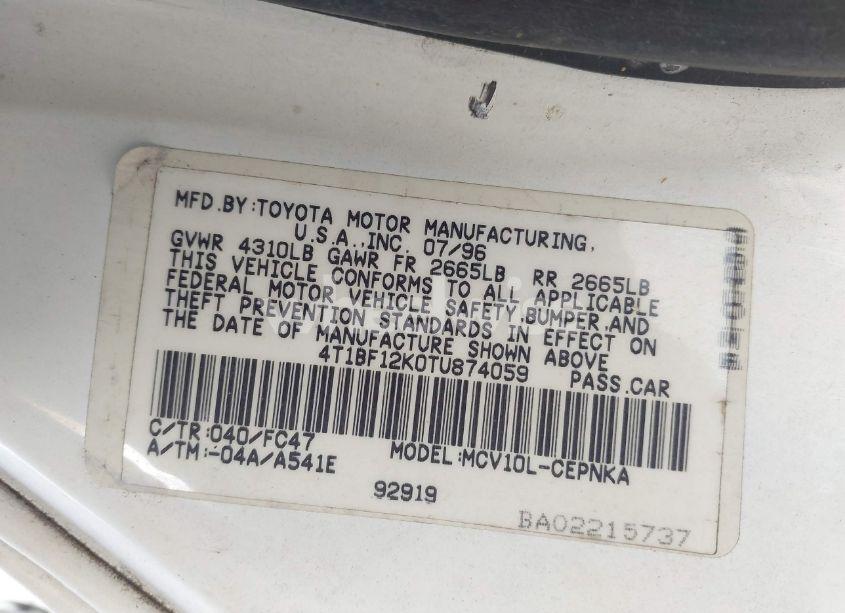 MFD.BY:TOYOTA MOTOR MANUFACTURING,
U.S.A.,INC. 07/96
GVWR 4310LB GAWR FR 2665LB RR 2665LB
THIS VEHICLE CONFORMS TO ALL APPLICABLE
FEDERAL MOTOR VEHICLE SAFETY,BUMPER,AND
THEFT PREVENTION STANDARDS IN EFFECT ON
THE DATE OF MANUFACTURE SHOWN ABOVE
4T1BF12K0TU874059 PASS.CAR
C/TR:040/FC47
A/TM:-04A/A541E MODEL:MCV10L-CEPNKA
92919
BA02215737